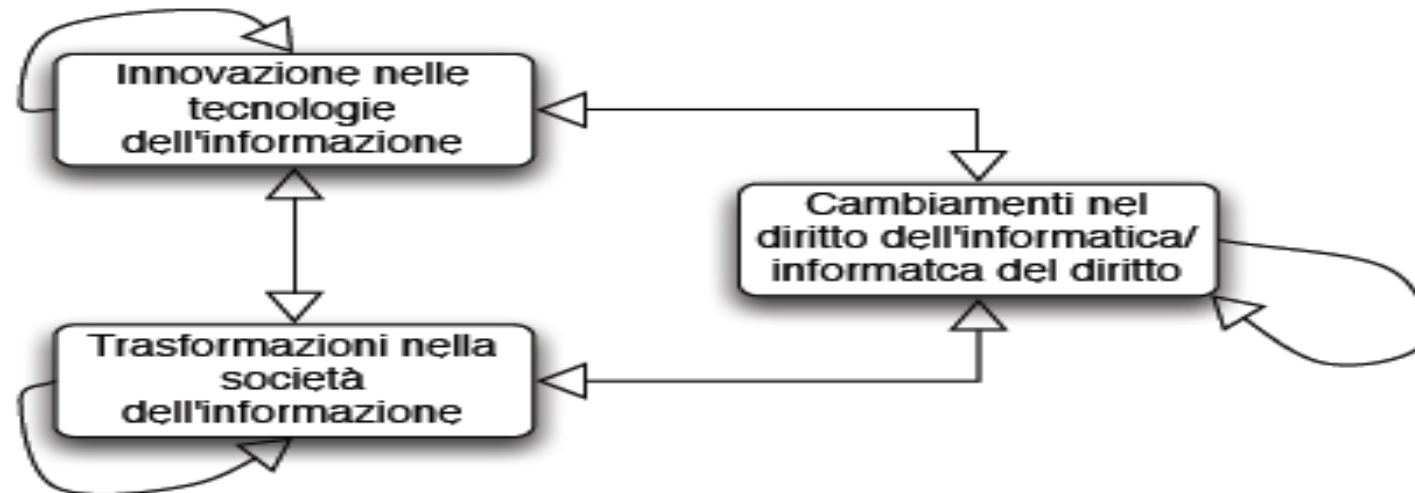 Innovazione nelle
tecnologie
dell'informazione
Cambiamenti nel
diritto dell'informatica/
informatca del diritto
Trasformazioni nella
società
dell'informazione